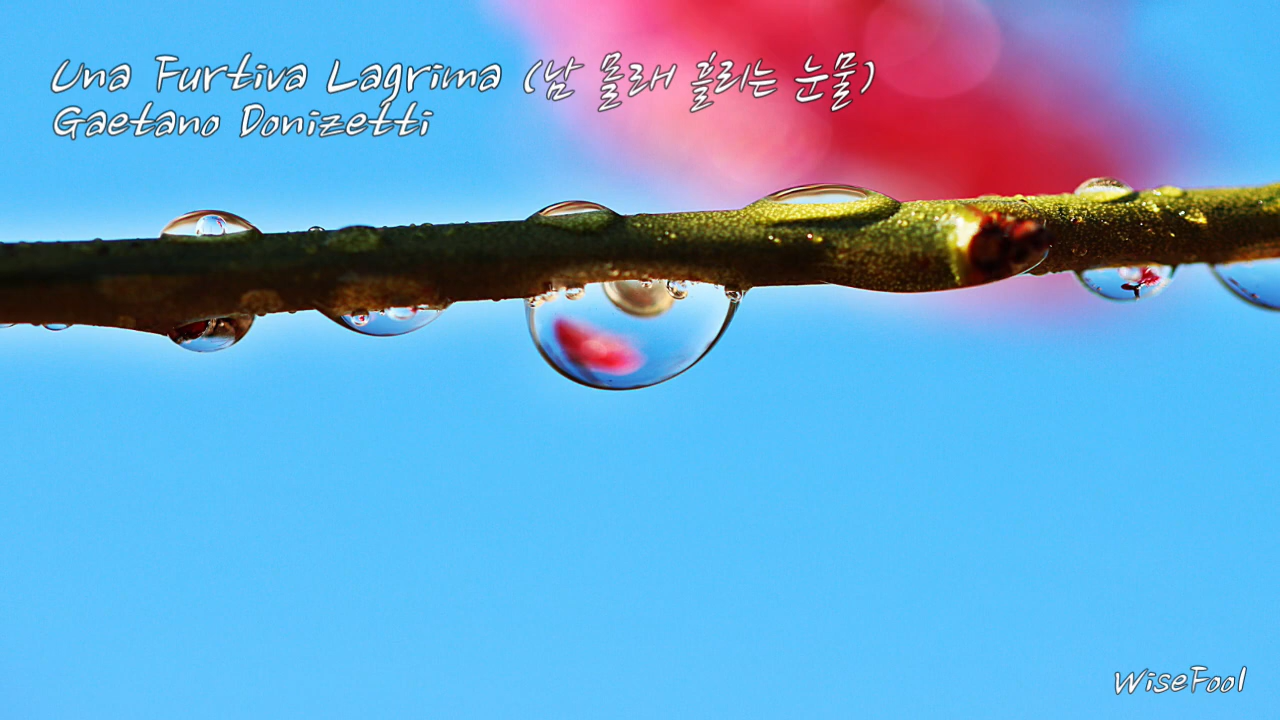 Una Furtiva Lagrima (남 몰래 흘리는 눈물)
Gaetano Donizetti
WiseFool